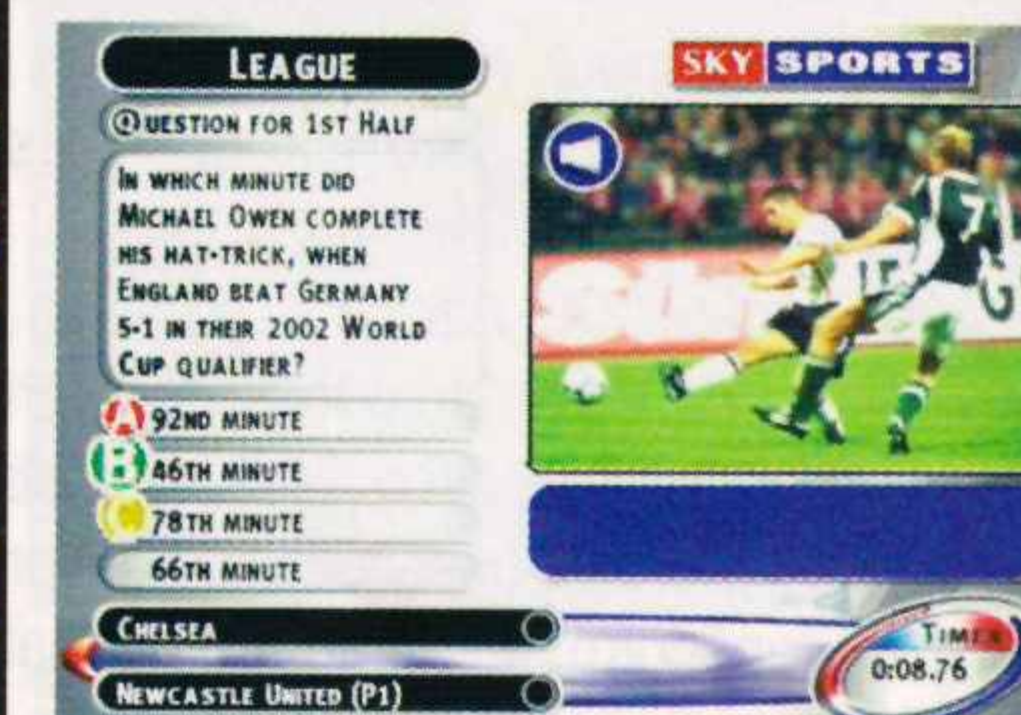 LEAGUE
QUESTION FOR 1ST HALF
IN WHICH MINUTE DID
MICHAEL OWEN COMPLETE
HIS HAT-TRICK, WHEN
ENGLAND BEAT GERMANY
5-1 IN THEIR 2002 WORLD
CUP QUALIFIER?
A 92ND MINUTE
B 46TH MINUTE
C 78TH MINUTE
66TH MINUTE
CHELSEA
NEWCASTLE UNITED (P1)
SKY SPORTS
7
TIMER
0:08.76